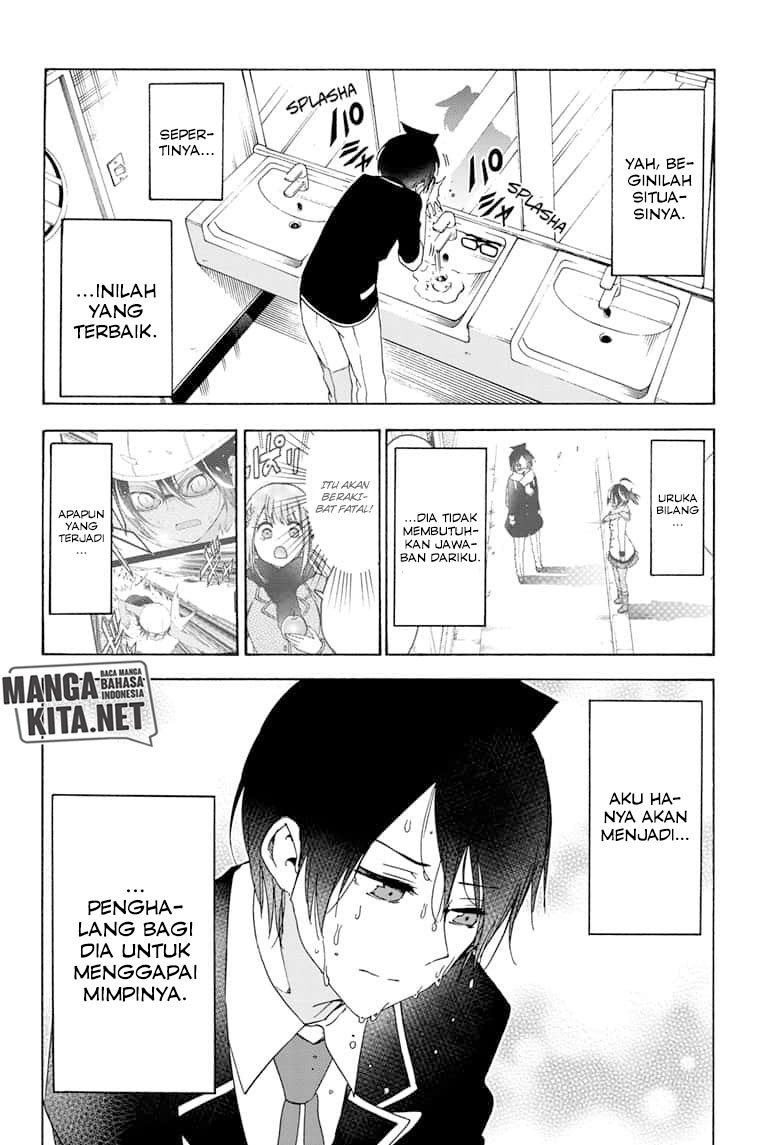 YAH, BE-
GINILAH
SITUA-
SINYA.
SPLASHA
SPLASHA
SEPER-
TINYA...
...INILAH
YANG
TERBAIK.
URUKA
BILANG
...
...DIA TIDAK
MEMBUTUH-
KAN JAWA-
BAN DARIKU.
ITU AKAN
BERAKI-
BAT FATAL!
APAPUN
YANG
TERJADI
...
MANGA
KITA.NET
BACA MANGA
BAHASA
INDONESIA
AKU HA-
NYA AKAN
MENJADI...
...
PENGHA-
LANG BAGI
DIA UNTUK
MENGGAPAI
MIMPINYA.